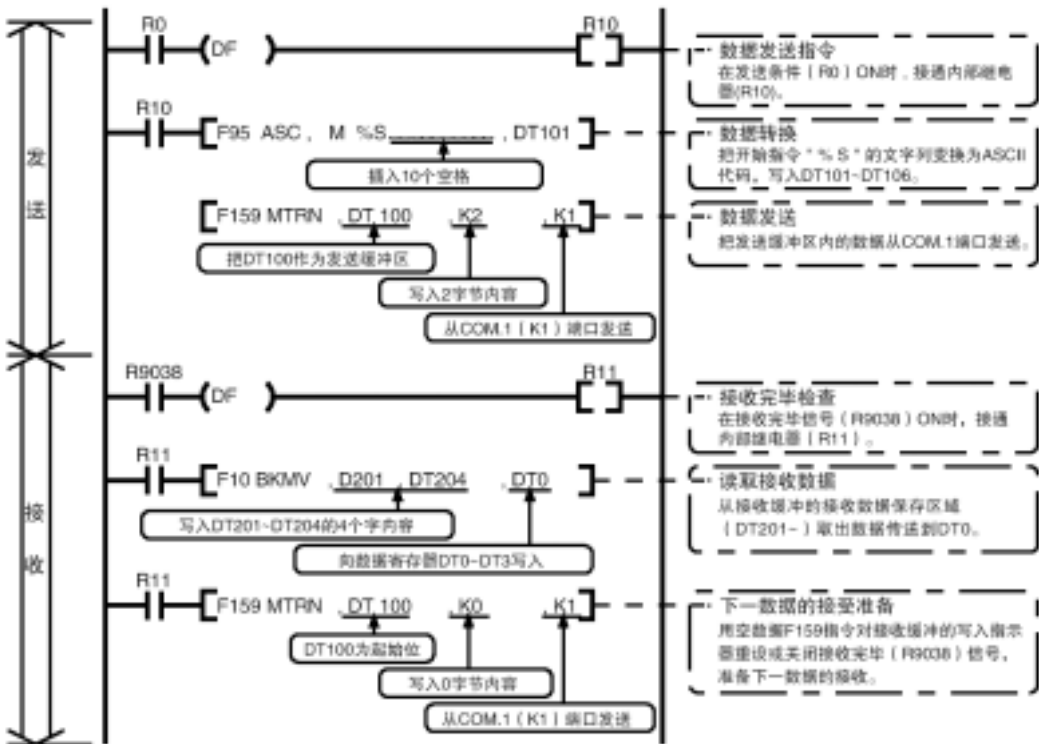 R0
R10
(DF )
数据发送指令
在发送条件（R0）ON时，接通内部继电
器(R10)。
R10
F95 ASC， M %S__________，DT101
插入10个空格
数据转换
把开始指令“%S”的文字列变换为ASCII
代码，写入DT101~DT106。
F159 MTRN ，DT 100 ，K2 ，K1
把DT100作为发送缓冲区
写入2字节内容
从COM.1（K1）端口发送
数据发送
把发送缓冲区内的数据从COM.1端口发送。
发
送
R9038
R11
(DF )
接收完毕检查
在接收完毕信号（R9038）ON时，接通
内部继电器（R11）。
R11
F10 BKMV ，D201 ，DT204 ，DT0
写入DT201~DT204的4个字内容
向数据寄存器DT0~DT3写入
读取接收数据
从接收缓冲的接收数据保存区域
（DT201~）取出数据传送到DT0。
接
收
R11
F159 MTRN ，DT 100 ，K0 ，K1
DT100为起始位
写入0字节内容
从COM.1（K1）端口发送
下一数据的接受准备
用空数据F159指令对接收缓冲的写入指示
器重设或关闭接收完毕（R9038）信号，
准备下一数据的接收。